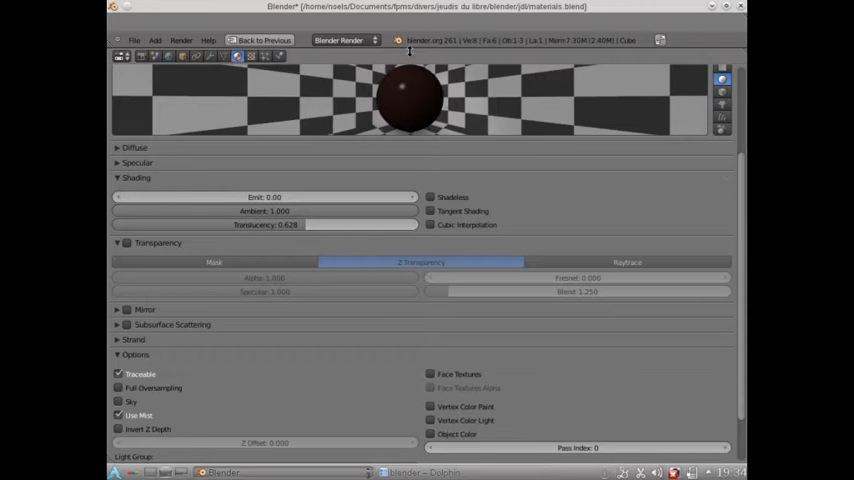 Blender* [/home/noels/Documents/fpms/divers/jeudis du libre/blender/jdl/materials.blend]
File Add Render Help Back to Previous Blender Render blender.org 261 | Ve:8 | Fa:6 | Ob:1-3 | La:1 | Mem:7.30M (2.40M) | Cube
Diffuse
Specular
Shading
Emit: 0.00 Shadeless
Ambient: 1.000 Tangent Shading
Translucency: 0.628 Cubic Interpolation
Transparency
Mask Z Transparency Raytrace
Alpha: 1.000 Fresnel: 0.000
Specular: 1.000 Blend: 1.250
Mirror
Subsurface Scattering
Strand
Options
Traceable Face Textures
Full Oversampling Face Textures Alpha
Sky Vertex Color Paint
Use Mist Vertex Color Light
Invert Z Depth Object Color
Z Offset: 0.000 Pass Index: 0
Light Group:
Blender blender – Dolphin 19:34